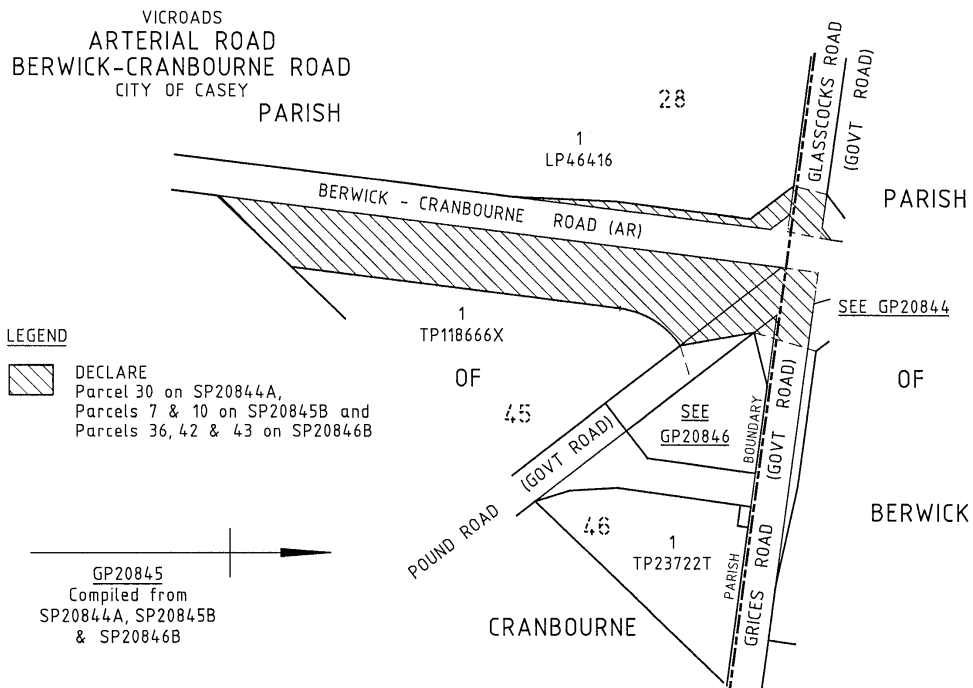 VICROADS
ARTERIAL ROAD
BERWICK-CRANBOURNE ROAD
CITY OF CASEY
PARISH
28
1
LP46416
GLASSCOCKS ROAD
(GOVT ROAD)
BERWICK - CRANBOURNE ROAD (AR)
PARISH
SEE GP20844
1
TP118666X
LEGEND
DECLARE
Parcel 30 on SP20844A,
Parcels 7 & 10 on SP20845B and
Parcels 36, 42 & 43 on SP20846B
OF
OF
45
SEE
GP20846
(GOVT ROAD)
POUND ROAD
PARISH BOUNDARY
GRICES ROAD
(GOVT ROAD)
BERWICK
46
1
TP23722T
CRANBOURNE
GP20845
Compiled from
SP20844A, SP20845B
& SP20846B